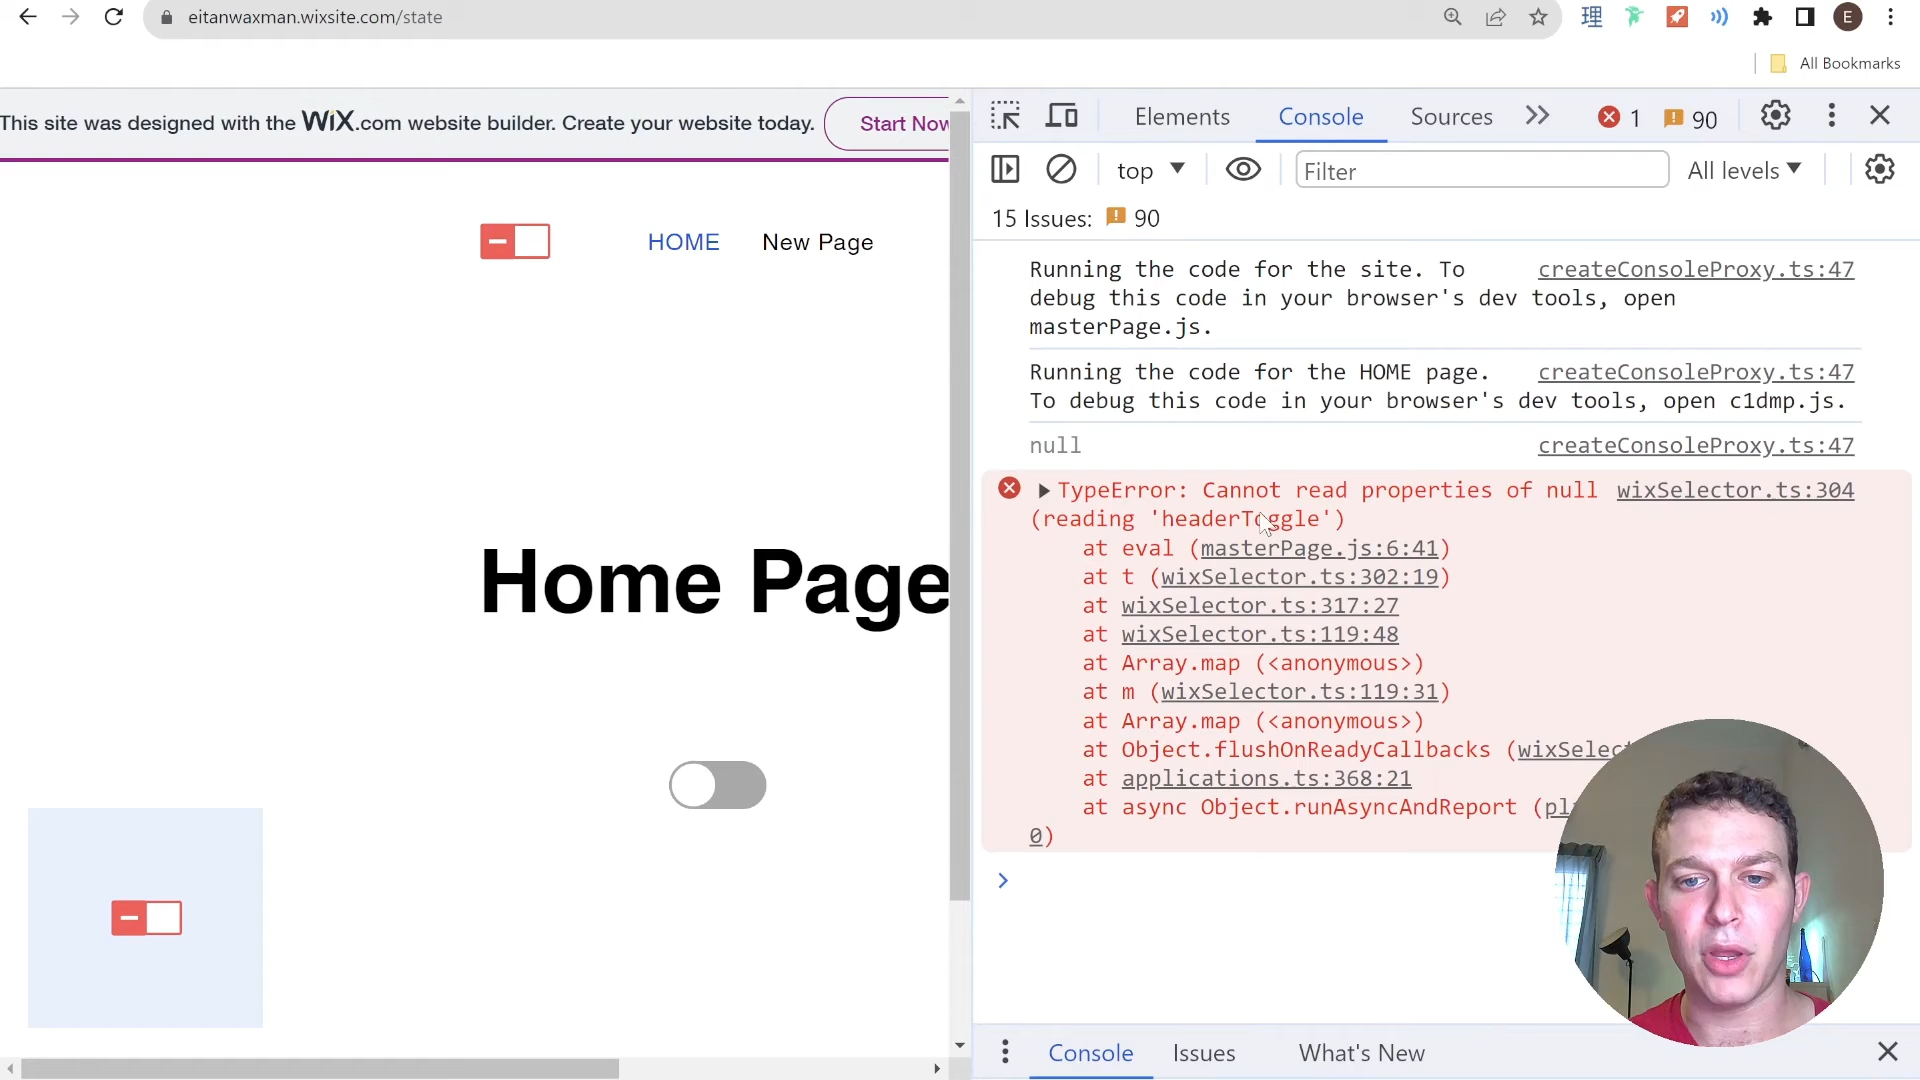 eitanwaxman.wixsite.com/state
理
E
All Bookmarks
This site was designed with the WiX.com website builder. Create your website today.
Start Now
HOME
New Page
Home Page
Elements
Console
Sources
1
90
top
Filter
All levels
15 Issues:
90
Running the code for the site. To
createConsoleProxy.ts:47
debug this code in your browser's dev tools, open
masterPage.js.
Running the code for the HOME page.
createConsoleProxy.ts:47
To debug this code in your browser's dev tools, open c1dmp.js.
null
createConsoleProxy.ts:47
TypeError: Cannot read properties of null
wixSelector.ts:304
(reading 'headerToggle')
at eval (masterPage.js:6:41)
at t (wixSelector.ts:302:19)
at wixSelector.ts:317:27
at wixSelector.ts:119:48
at Array.map (<anonymous>)
at m (wixSelector.ts:119:31)
at Array.map (<anonymous>)
at Object.flushOnReadyCallbacks (wixSelec
at applications.ts:368:21
at async Object.runAsyncAndReport (pl
0)
Console
Issues
What's New